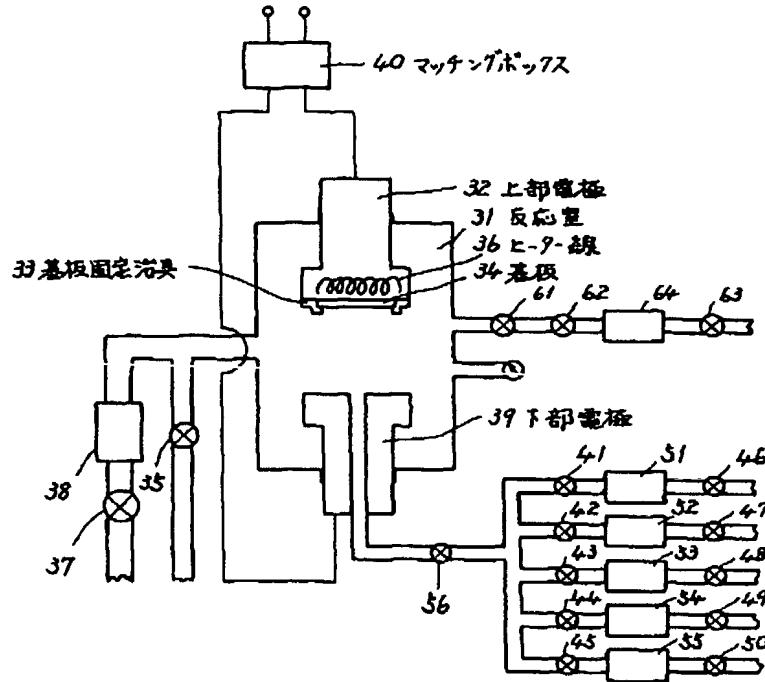 40 マッチングボックス
32 上部電極
31 反応室
36 ヒーター線
33 基板固定治具
34 基板
61 62 64 63
39 下部電極
38
35
37
41 51 46
42 52 47
43 53 48
44 54 49
45 55 50
56